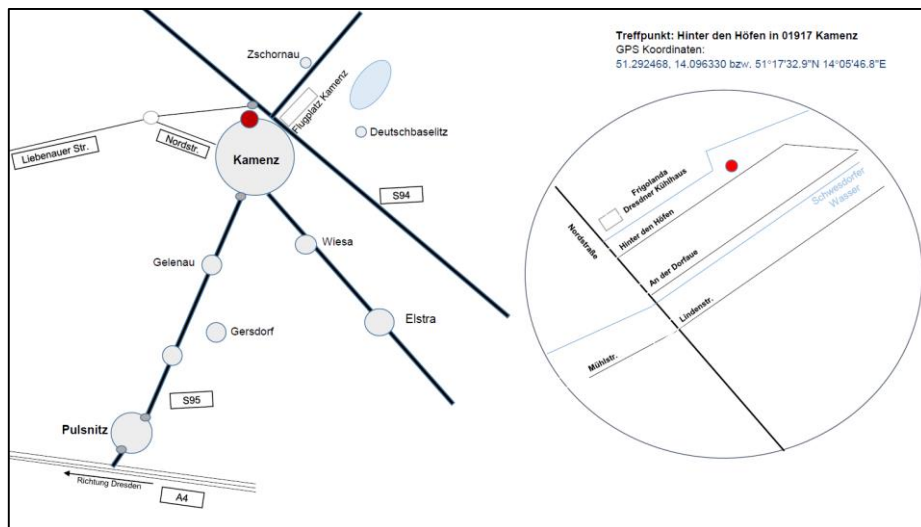 Treffpunkt: Hinter den Höfen in 01917 Kamenz
GPS Koordinaten:
51.292468, 14.096330 bzw. 51°17'32.9"N 14°05'46.8"E
Zschornau
Flugplatz Kamenz
Deutschbaselitz
Liebenauer Str.
Nordstr.
Kamenz
S94
Wiesa
Gelenau
Gersdorf
Elstra
S95
Pulsnitz
Richtung Dresden
A4
Frigolanda
Dresdner Kühlhaus
Nordstraße
Hinter den Höfen
An der Dorfaue
Schwesdorfer
Wasser
Lindenstr.
Mühlstr.